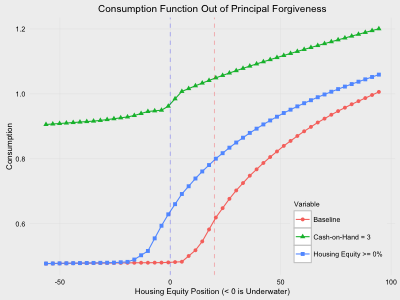 Consumption Function Out of Principal Forgiveness
1.2
1.0
0.8
0.6
Consumption
-50
0
50
100
Housing Equity Position (< 0 is Underwater)
Variable
Baseline
Cash-on-Hand = 3
Housing Equity >= 0%